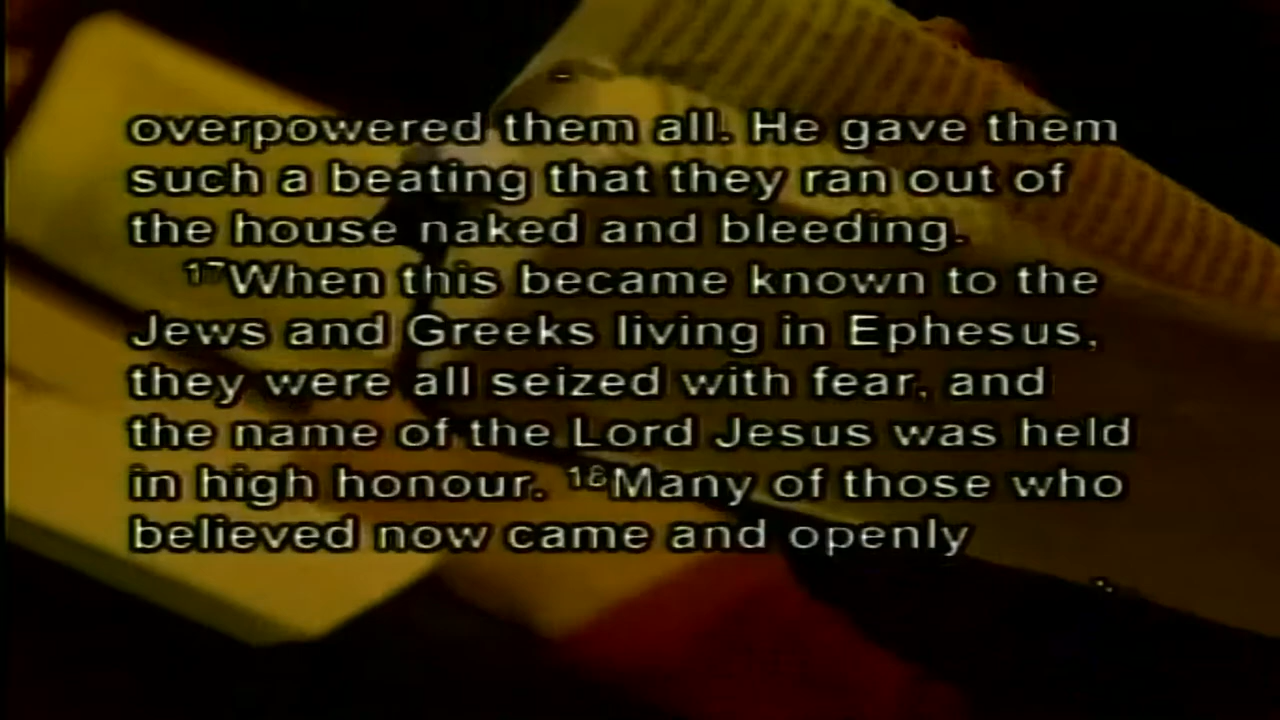 overpowered them all. He gave them
such a beating that they ran out of
the house naked and bleeding.
¹⁷When this became known to the
Jews and Greeks living in Ephesus,
they were all seized with fear, and
the name of the Lord Jesus was held
in high honour. ¹⁸Many of those who
believed now came and openly